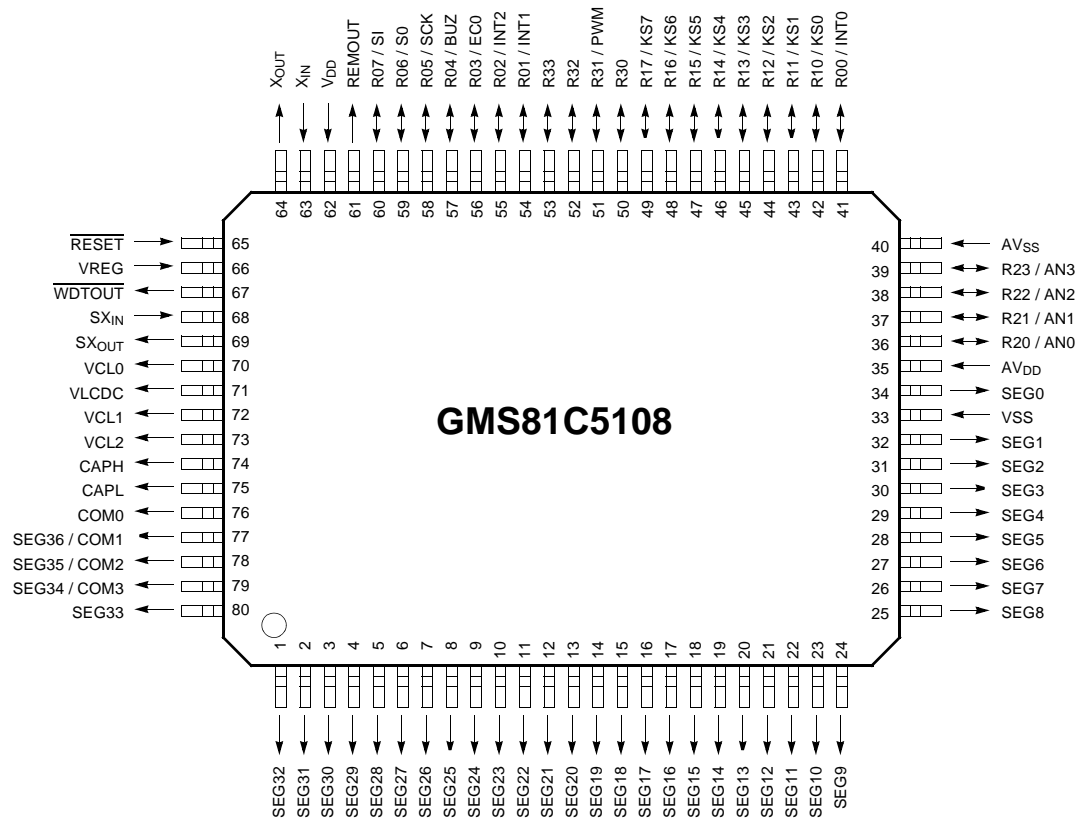 XOUT
XIN
VDD
REMOUT
R07 / SI
R06 / S0
R05 / SCK
R04 / BUZ
R03 / EC0
R02 / INT2
R01 / INT1
R33
R32
R31 / PWM
R30
R17 / KS7
R16 / KS6
R15 / KS5
R14 / KS4
R13 / KS3
R12 / KS2
R11 / KS1
R10 / KS0
R00 / INT0
64 63 62 61 60 59 58 57 56 55 54 53 52 51 50 49 48 47 46 45 44 43 42 41
RESET 65
VREG 66
WDTOUT 67
SXIN 68
SXOUT 69
VCL0 70
VLCDC 71
VCL1 72
VCL2 73
CAPH 74
CAPL 75
COM0 76
SEG36 / COM1 77
SEG35 / COM2 78
SEG34 / COM3 79
SEG33 80
GMS81C5108
40 AVSS
39 R23 / AN3
38 R22 / AN2
37 R21 / AN1
36 R20 / AN0
35 AVDD
34 SEG0
33 VSS
32 SEG1
31 SEG2
30 SEG3
29 SEG4
28 SEG5
27 SEG6
26 SEG7
25 SEG8
1 2 3 4 5 6 7 8 9 10 11 12 13 14 15 16 17 18 19 20 21 22 23 24
SEG32
SEG31
SEG30
SEG29
SEG28
SEG27
SEG26
SEG25
SEG24
SEG23
SEG22
SEG21
SEG20
SEG19
SEG18
SEG17
SEG16
SEG15
SEG14
SEG13
SEG12
SEG11
SEG10
SEG9